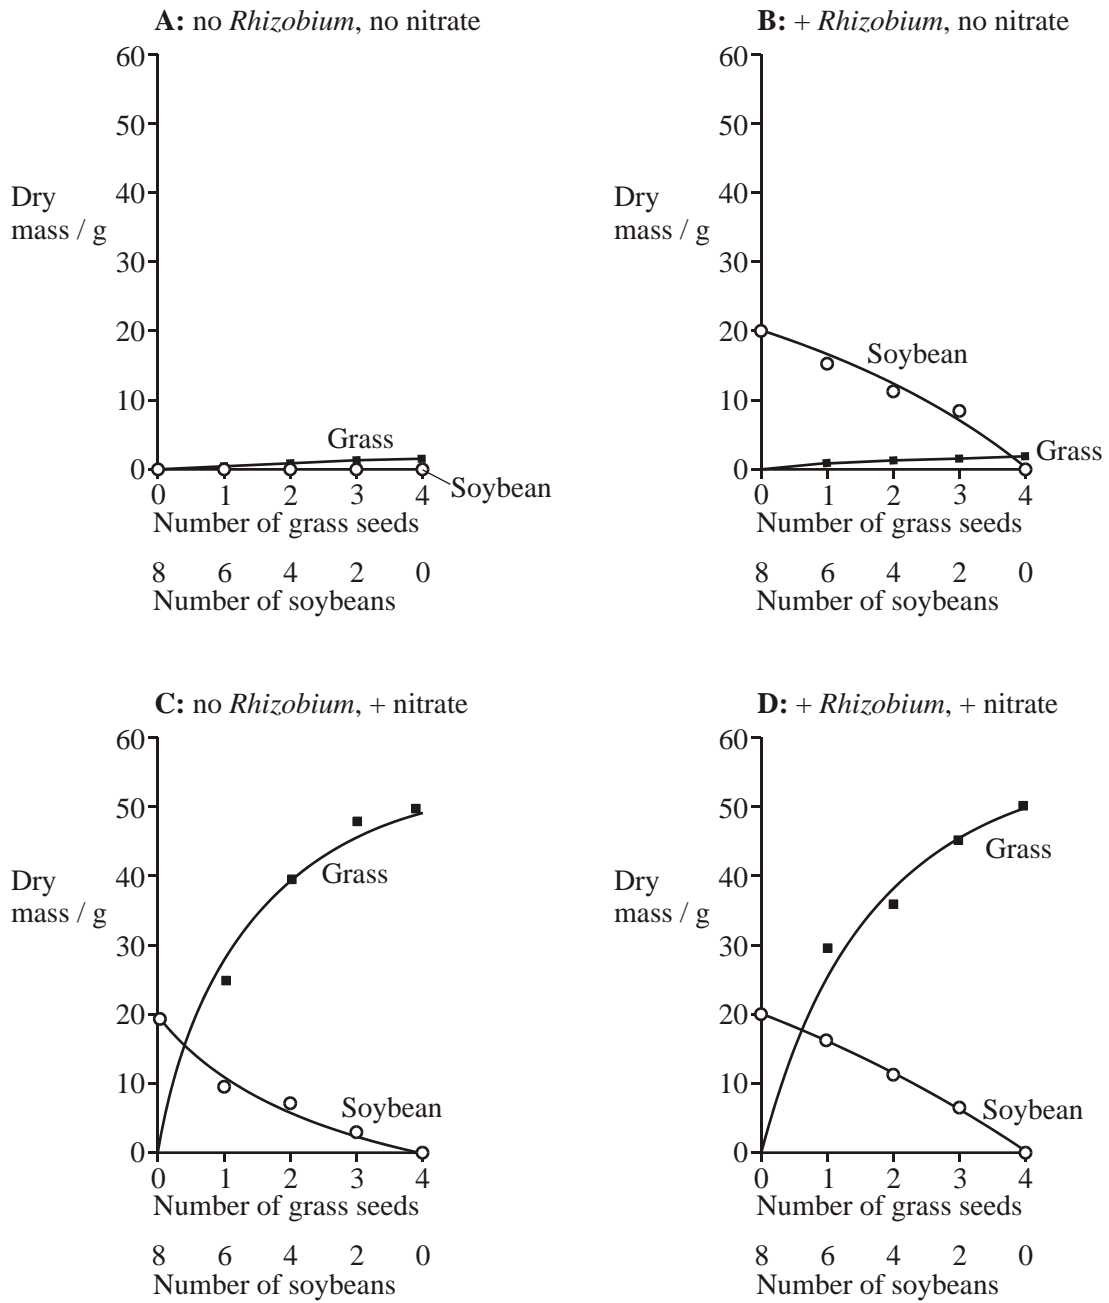 A: no Rhizobium, no nitrate
60
50
40
Dry
mass / g
30
20
10
Grass
0
Soybean
0 1 2 3 4
Number of grass seeds
8 6 4 2 0
Number of soybeans
B: + Rhizobium, no nitrate
60
50
40
Dry
mass / g
30
20
Soybean
10
Grass
0
0 1 2 3 4
Number of grass seeds
8 6 4 2 0
Number of soybeans
C: no Rhizobium, + nitrate
60
50
40
Grass
Dry
mass / g
30
20
10
Soybean
0
0 1 2 3 4
Number of grass seeds
8 6 4 2 0
Number of soybeans
D: + Rhizobium, + nitrate
60
50
Grass
40
Dry
mass / g
30
20
10
Soybean
0
0 1 2 3 4
Number of grass seeds
8 6 4 2 0
Number of soybeans